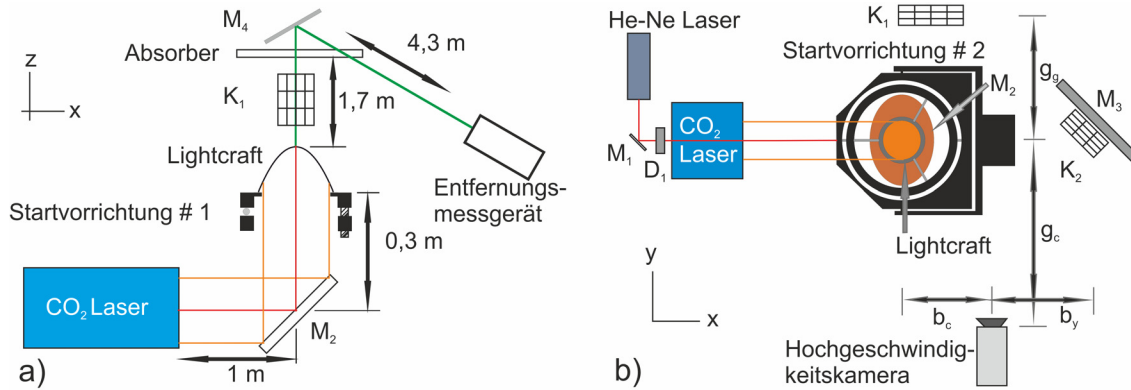 M4
Absorber
4,3 m
z
x
K1
1,7 m
Lightcraft
Entfernungs-
messgerät
Startvorrichtung # 1
0,3 m
CO2 Laser
M2
1 m
a)
He-Ne Laser
K1
Startvorrichtung # 2
gg
M2
M3
CO2
Laser
M1
D1
K2
Lightcraft
gc
y
x
bc
by
Hochgeschwindig-
keitskamera
b)